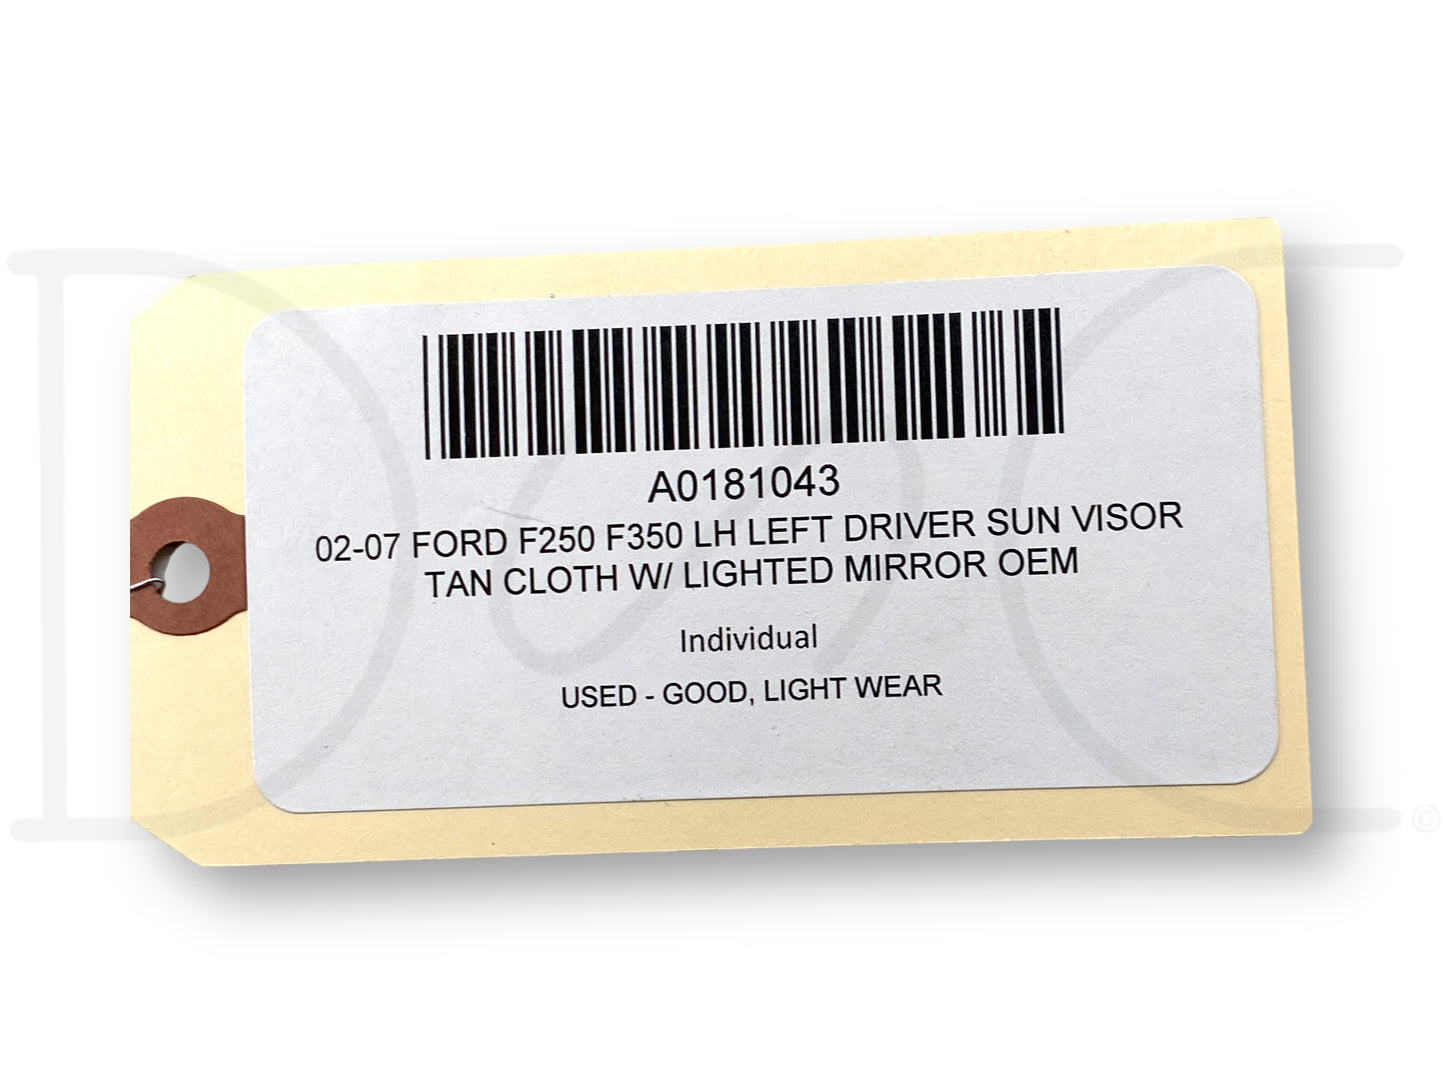 A0181043
02-07 FORD F250 F350 LH LEFT DRIVER SUN VISOR
TAN CLOTH W/ LIGHTED MIRROR OEM
Individual
USED - GOOD, LIGHT WEAR
©